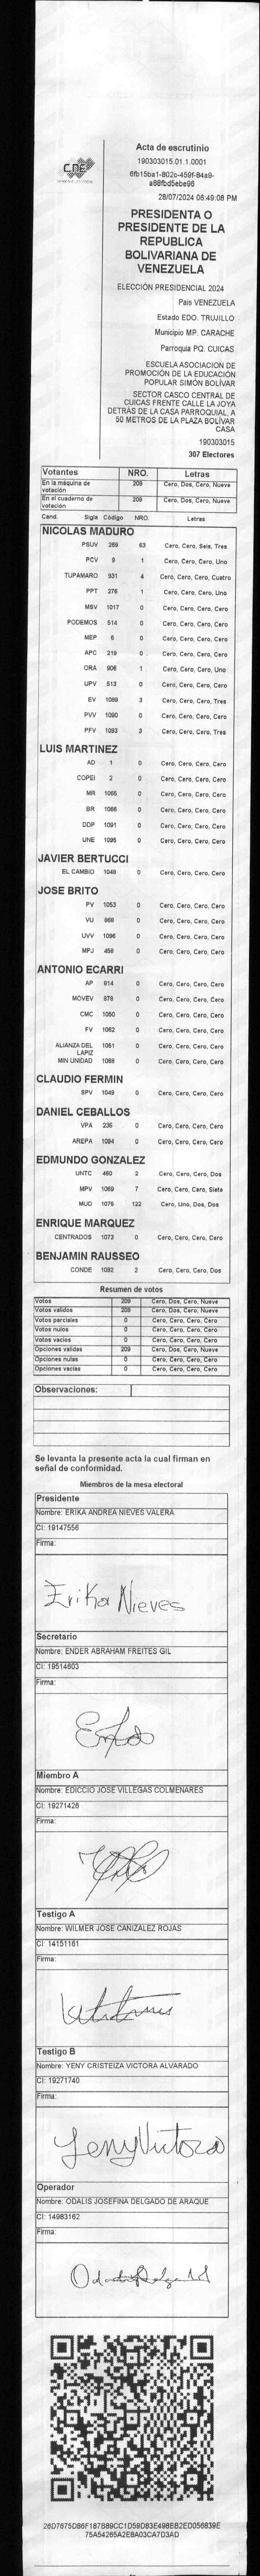 CNE
Acta de escrutinio
190303015.01.1.0001
6fb15ba1-802c-459f-84a9-
a88fbd5ebe96
28/07/2024 06:49:08 PM
PRESIDENTA O
PRESIDENTE DE LA
REPUBLICA
BOLIVARIANA DE
VENEZUELA
ELECCIÓN PRESIDENCIAL 2024
País VENEZUELA
Estado EDO. TRUJILLO
Municipio MP. CARACHE
Parroquia PQ. CUICAS
ESCUELA ASOCIACION DE
PROMOCIÓN DE LA EDUCACIÓN
POPULAR SIMÓN BOLÍVAR
SECTOR CASCO CENTRAL DE
CUICAS FRENTE CALLE LA JOYA
DETRÁS DE LA CASA PARROQUIAL, A
50 METROS DE LA PLAZA BOLÍVAR
CASA
190303015
307 Electores
Votantes NRO. Letras
En la máquina de votación 209 Cero, Dos, Cero, Nueve
En el cuaderno de votación 209 Cero, Dos, Cero, Nueve
Cand. Sigla Código NRO. Letras
NICOLAS MADURO
PSUV 269 63 Cero, Cero, Seis, Tres
PCV 9 1 Cero, Cero, Cero, Uno
TUPAMARO 931 4 Cero, Cero, Cero, Cuatro
PPT 276 1 Cero, Cero, Cero, Uno
MSV 1017 0 Cero, Cero, Cero, Cero
PODEMOS 514 0 Cero, Cero, Cero, Cero
MEP 6 0 Cero, Cero, Cero, Cero
APC 219 0 Cero, Cero, Cero, Cero
ORA 906 1 Cero, Cero, Cero, Uno
UPV 513 0 Cero, Cero, Cero, Cero
EV 1089 3 Cero, Cero, Cero, Tres
PVV 1090 0 Cero, Cero, Cero, Cero
PFV 1093 3 Cero, Cero, Cero, Tres
LUIS MARTINEZ
AD 1 0 Cero, Cero, Cero, Cero
COPEI 2 0 Cero, Cero, Cero, Cero
MR 1065 0 Cero, Cero, Cero, Cero
BR 1066 0 Cero, Cero, Cero, Cero
DDP 1091 0 Cero, Cero, Cero, Cero
UNE 1095 0 Cero, Cero, Cero, Cero
JAVIER BERTUCCI
EL CAMBIO 1048 0 Cero, Cero, Cero, Cero
JOSE BRITO
PV 1053 0 Cero, Cero, Cero, Cero
VU 868 0 Cero, Cero, Cero, Cero
UVV 1096 0 Cero, Cero, Cero, Cero
MPJ 458 0 Cero, Cero, Cero, Cero
ANTONIO ECARRI
AP 814 0 Cero, Cero, Cero, Cero
MOVEV 878 0 Cero, Cero, Cero, Cero
CMC 1050 0 Cero, Cero, Cero, Cero
FV 1062 0 Cero, Cero, Cero, Cero
ALIANZA DEL LAPIZ 1051 0 Cero, Cero, Cero, Cero
MIN UNIDAD 1088 0 Cero, Cero, Cero, Cero
CLAUDIO FERMIN
SPV 1049 0 Cero, Cero, Cero, Cero
DANIEL CEBALLOS
VPA 236 0 Cero, Cero, Cero, Cero
AREPA 1094 0 Cero, Cero, Cero, Cero
EDMUNDO GONZALEZ
UNTC 460 2 Cero, Cero, Cero, Dos
MPV 1069 7 Cero, Cero, Cero, Siete
MUD 1076 122 Cero, Uno, Dos, Dos
ENRIQUE MARQUEZ
CENTRADOS 1073 0 Cero, Cero, Cero, Cero
BENJAMIN RAUSSEO
CONDE 1092 2 Cero, Cero, Cero, Dos
Resumen de votos
Votos 209 Cero, Dos, Cero, Nueve
Votos validos 209 Cero, Dos, Cero, Nueve
Votos parciales 0 Cero, Cero, Cero, Cero
Votos nulos 0 Cero, Cero, Cero, Cero
Votos vacíos 0 Cero, Cero, Cero, Cero
Opciones validas 209 Cero, Dos, Cero, Nueve
Opciones nulas 0 Cero, Cero, Cero, Cero
Opciones vacías 0 Cero, Cero, Cero, Cero
Observaciones:
Se levanta la presente acta la cual firman en
señal de conformidad.
Miembros de la mesa electoral
Presidente
Nombre: ERIKA ANDREA NIEVES VALERA
CI: 19147556
Firma:
Erika Nieves
Secretario
Nombre: ENDER ABRAHAM FREITES GIL
CI: 19514603
Firma:
Miembro A
Nombre: EDICCIO JOSE VILLEGAS COLMENARES
CI: 19271426
Firma:
Testigo A
Nombre: WILMER JOSE CANIZALEZ ROJAS
CI: 14151161
Firma:
Testigo B
Nombre: YENY CRISTEIZA VICTORA ALVARADO
CI: 19271740
Firma:
Yeny Victora
Operador
Nombre: ODALIS JOSEFINA DELGADO DE ARAQUE
CI: 14983162
Firma:
26D7675D86F187B89CC1D59D83E498EB2ED056839E
75A54265A2E8A03CA7D3AD